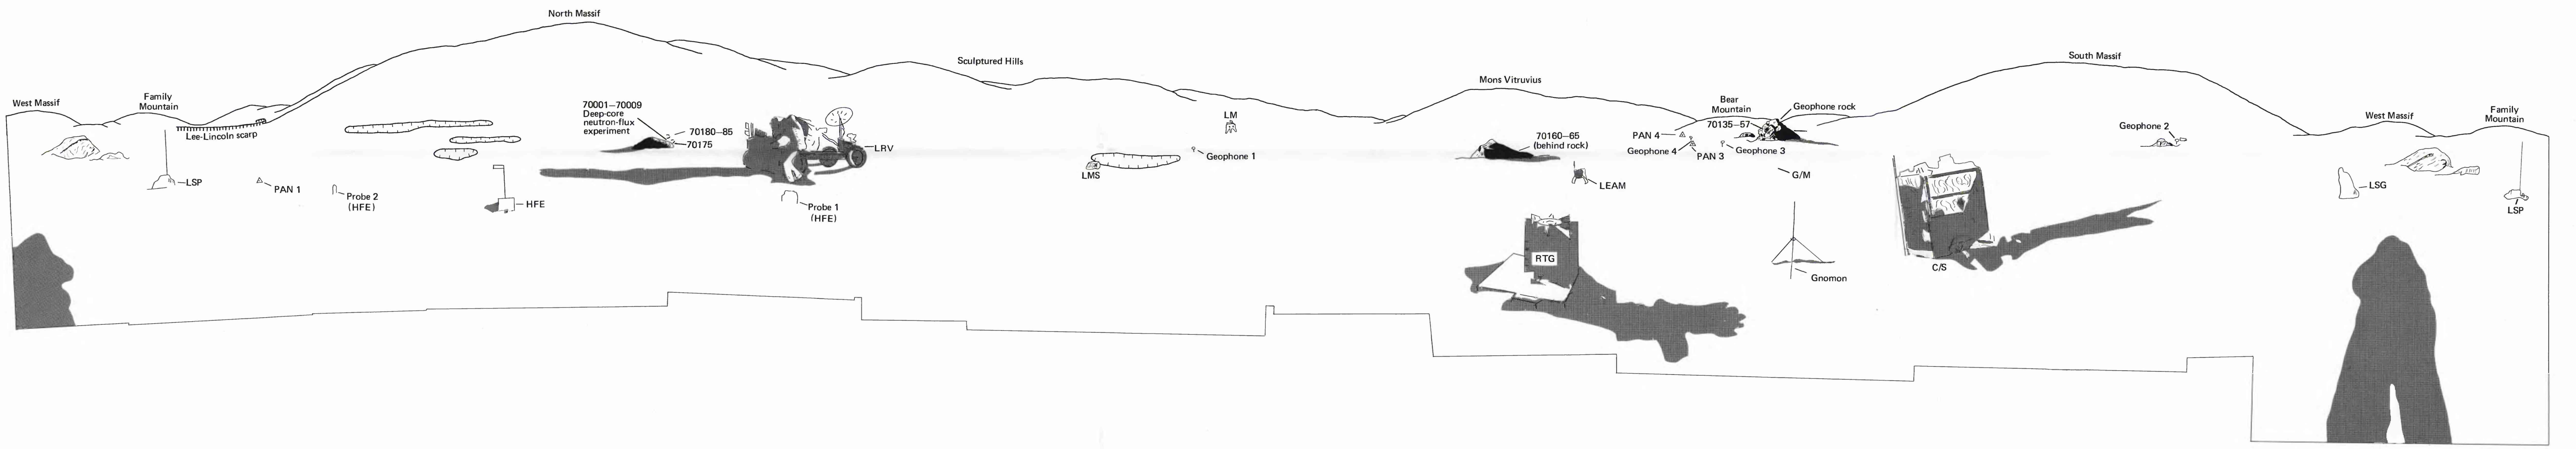 North Massif
Sculptured Hills
South Massif
Mons Vitruvius
West Massif
Family
Mountain
Lee-Lincoln scarp
70001—70009
Deep-core
neutron-flux
experiment
70180—85
70175
LRV
LM
Bear
Mountain
Geophone rock
70135—57
PAN 4
Geophone 4
PAN 3
Geophone 3
G/M
70160—65
(behind rock)
Geophone 1
LMS
LEAM
Geophone 2
West Massif
Family
Mountain
LSP
PAN 1
Probe 2
(HFE)
HFE
Probe 1
(HFE)
LSG
LSP
RTG
Gnomon
C/S